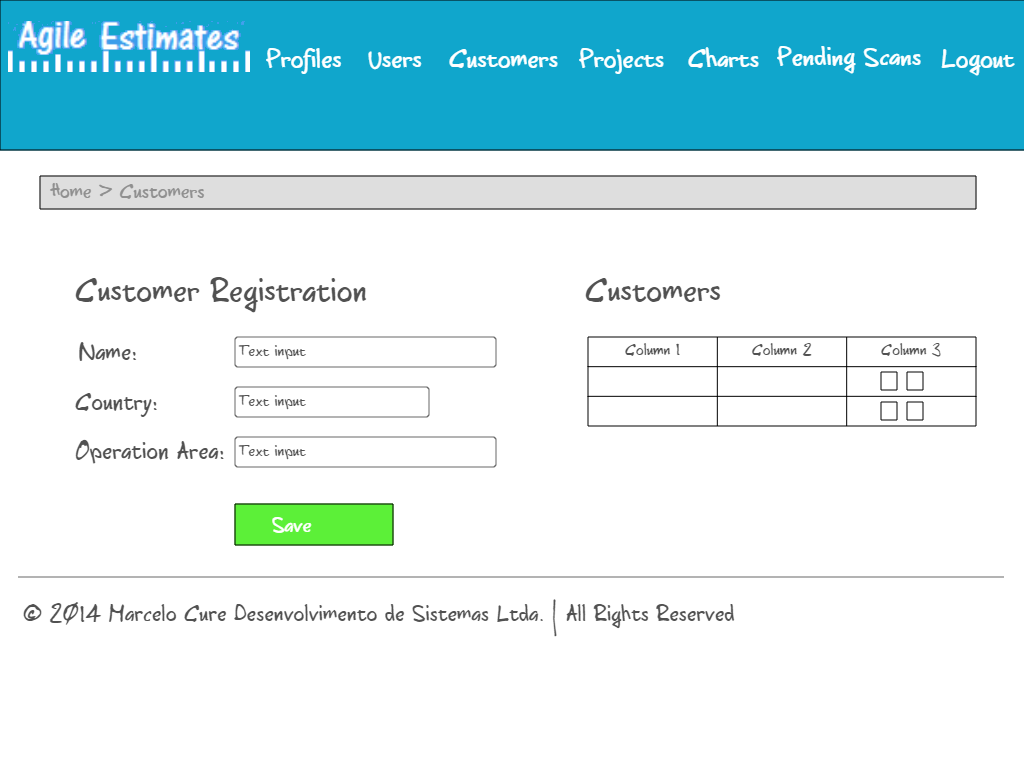 Agile Estimates
Profiles Users Customers Projects Charts Pending Scans Logout
Home > Customers
Customer Registration
Name: Text input
Country: Text input
Operation Area: Text input
Save
Customers
Column 1 Column 2 Column 3
© 2014 Marcelo Cure Desenvolvimento de Sistemas Ltda. | All Rights Reserved